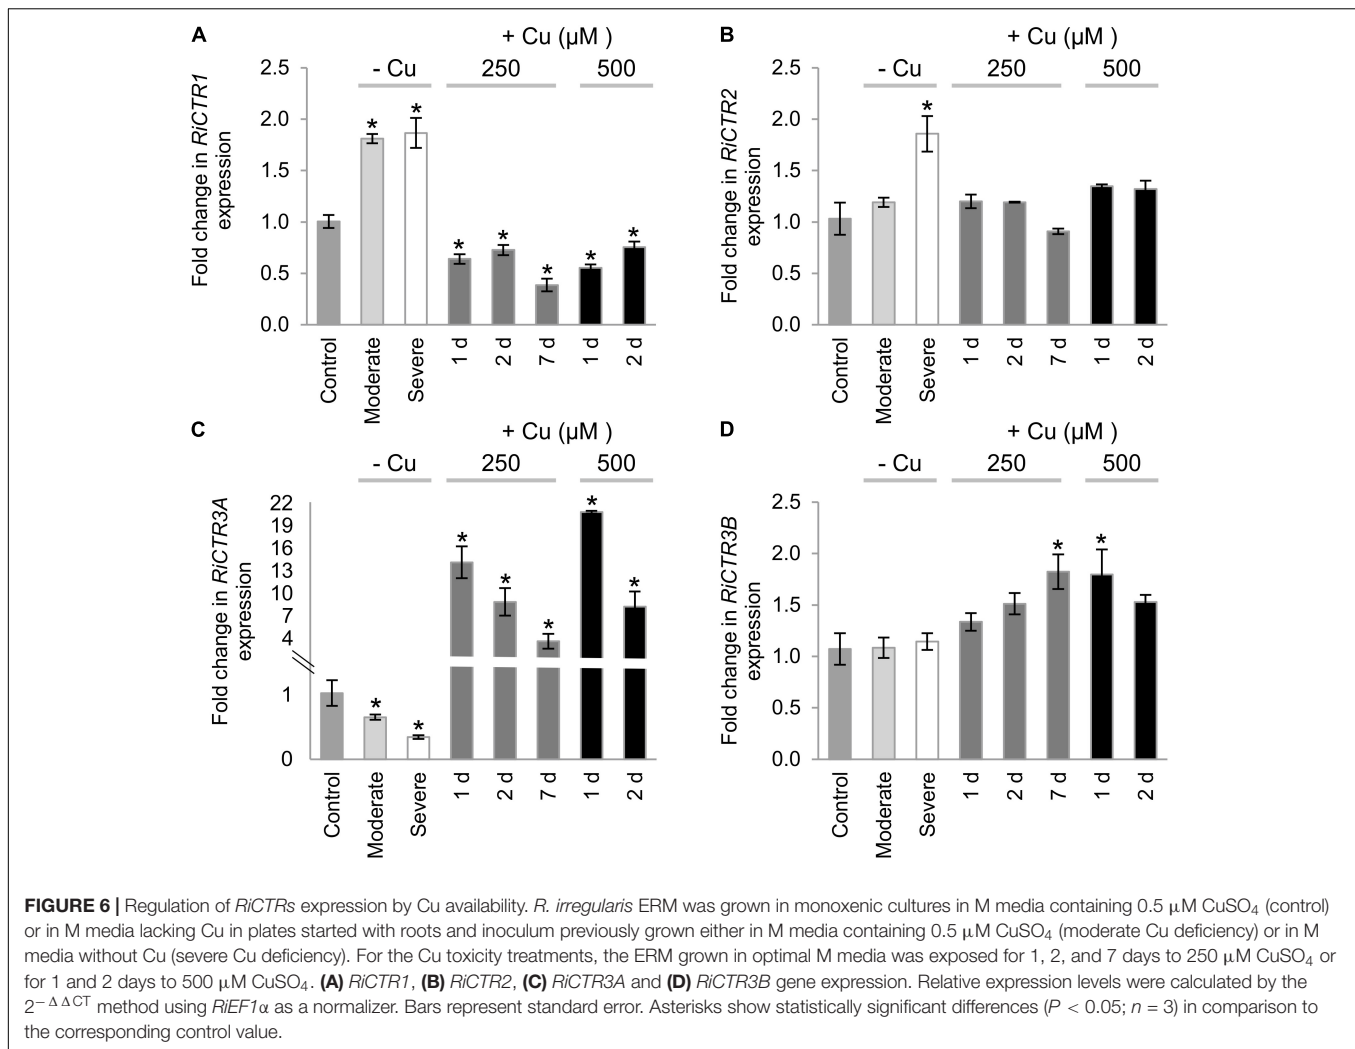 A
+ Cu (µM )
- Cu
250
500
Fold change in RiCTR1
expression
2.5
2.0
1.5
1.0
0.5
0.0
*
*
*
*
*
*
*
Control
Moderate
Severe
1 d
2 d
7 d
1 d
2 d
B
+ Cu (µM )
- Cu
250
500
Fold change in RiCTR2
expression
2.5
2.0
1.5
1.0
0.5
0.0
*
Control
Moderate
Severe
1 d
2 d
7 d
1 d
2 d
C
+ Cu (µM )
- Cu
250
500
Fold change in RiCTR3A
expression
22
19
16
13
10
7
4
1
0
*
*
*
*
*
*
*
Control
Moderate
Severe
1 d
2 d
7 d
1 d
2 d
D
+ Cu (µM )
- Cu
250
500
Fold change in RiCTR3B
expression
2.5
2.0
1.5
1.0
0.5
0.0
*
*
Control
Moderate
Severe
1 d
2 d
7 d
1 d
2 d
FIGURE 6 | Regulation of RiCTRs expression by Cu availability. R. irregularis ERM was grown in monoxenic cultures in M media containing 0.5 µM CuSO4 (control)
or in M media lacking Cu in plates started with roots and inoculum previously grown either in M media containing 0.5 µM CuSO4 (moderate Cu deficiency) or in M
media without Cu (severe Cu deficiency). For the Cu toxicity treatments, the ERM grown in optimal M media was exposed for 1, 2, and 7 days to 250 µM CuSO4 or
for 1 and 2 days to 500 µM CuSO4. (A) RiCTR1, (B) RiCTR2, (C) RiCTR3A and (D) RiCTR3B gene expression. Relative expression levels were calculated by the
2−ΔΔCT method using RiEF1α as a normalizer. Bars represent standard error. Asterisks show statistically significant differences (P < 0.05; n = 3) in comparison to
the corresponding control value.